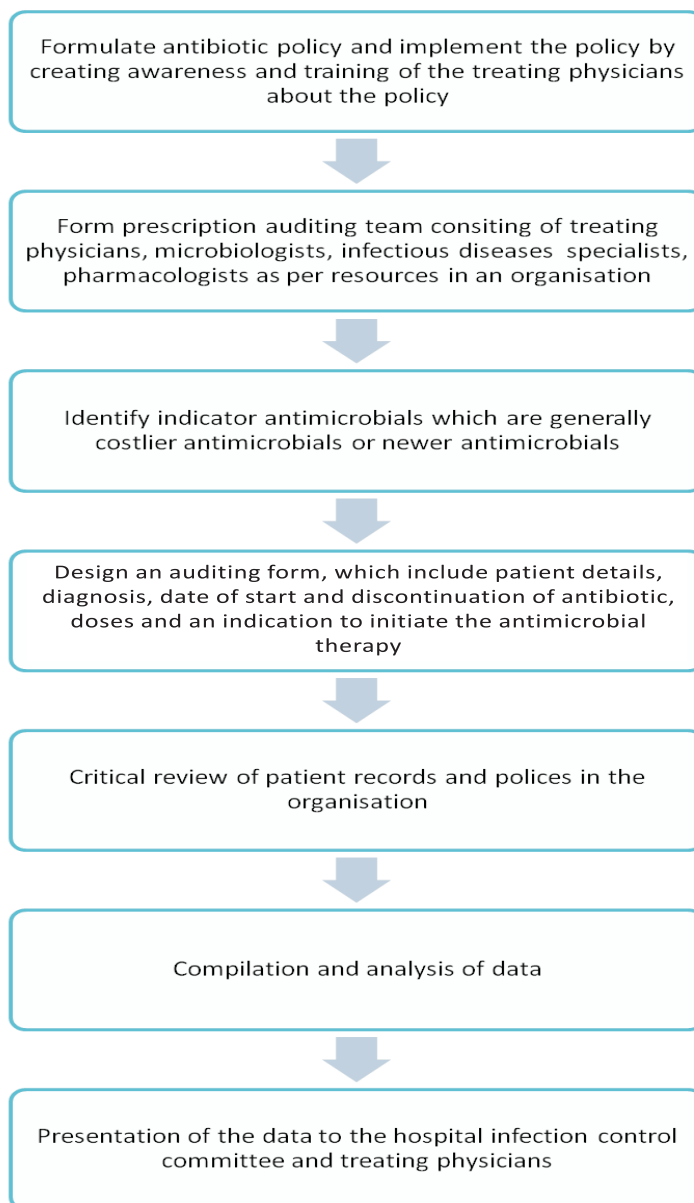 Formulate antibiotic policy and implement the policy by
creating awareness and training of the treating physicians
about the policy
Form prescription auditing team consiting of treating
physicians, microbiologists, infectious diseases specialists,
pharmacologists as per resources in an organisation
Identify indicator antimicrobials which are generally
costlier antimicrobials or newer antimicrobials
Design an auditing form, which include patient details,
diagnosis, date of start and discontinuation of antibiotic,
doses and an indication to initiate the antimicrobial
therapy
Critical review of patient records and polices in the
organisation
Compilation and analysis of data
Presentation of the data to the hospital infection control
committee and treating physicians